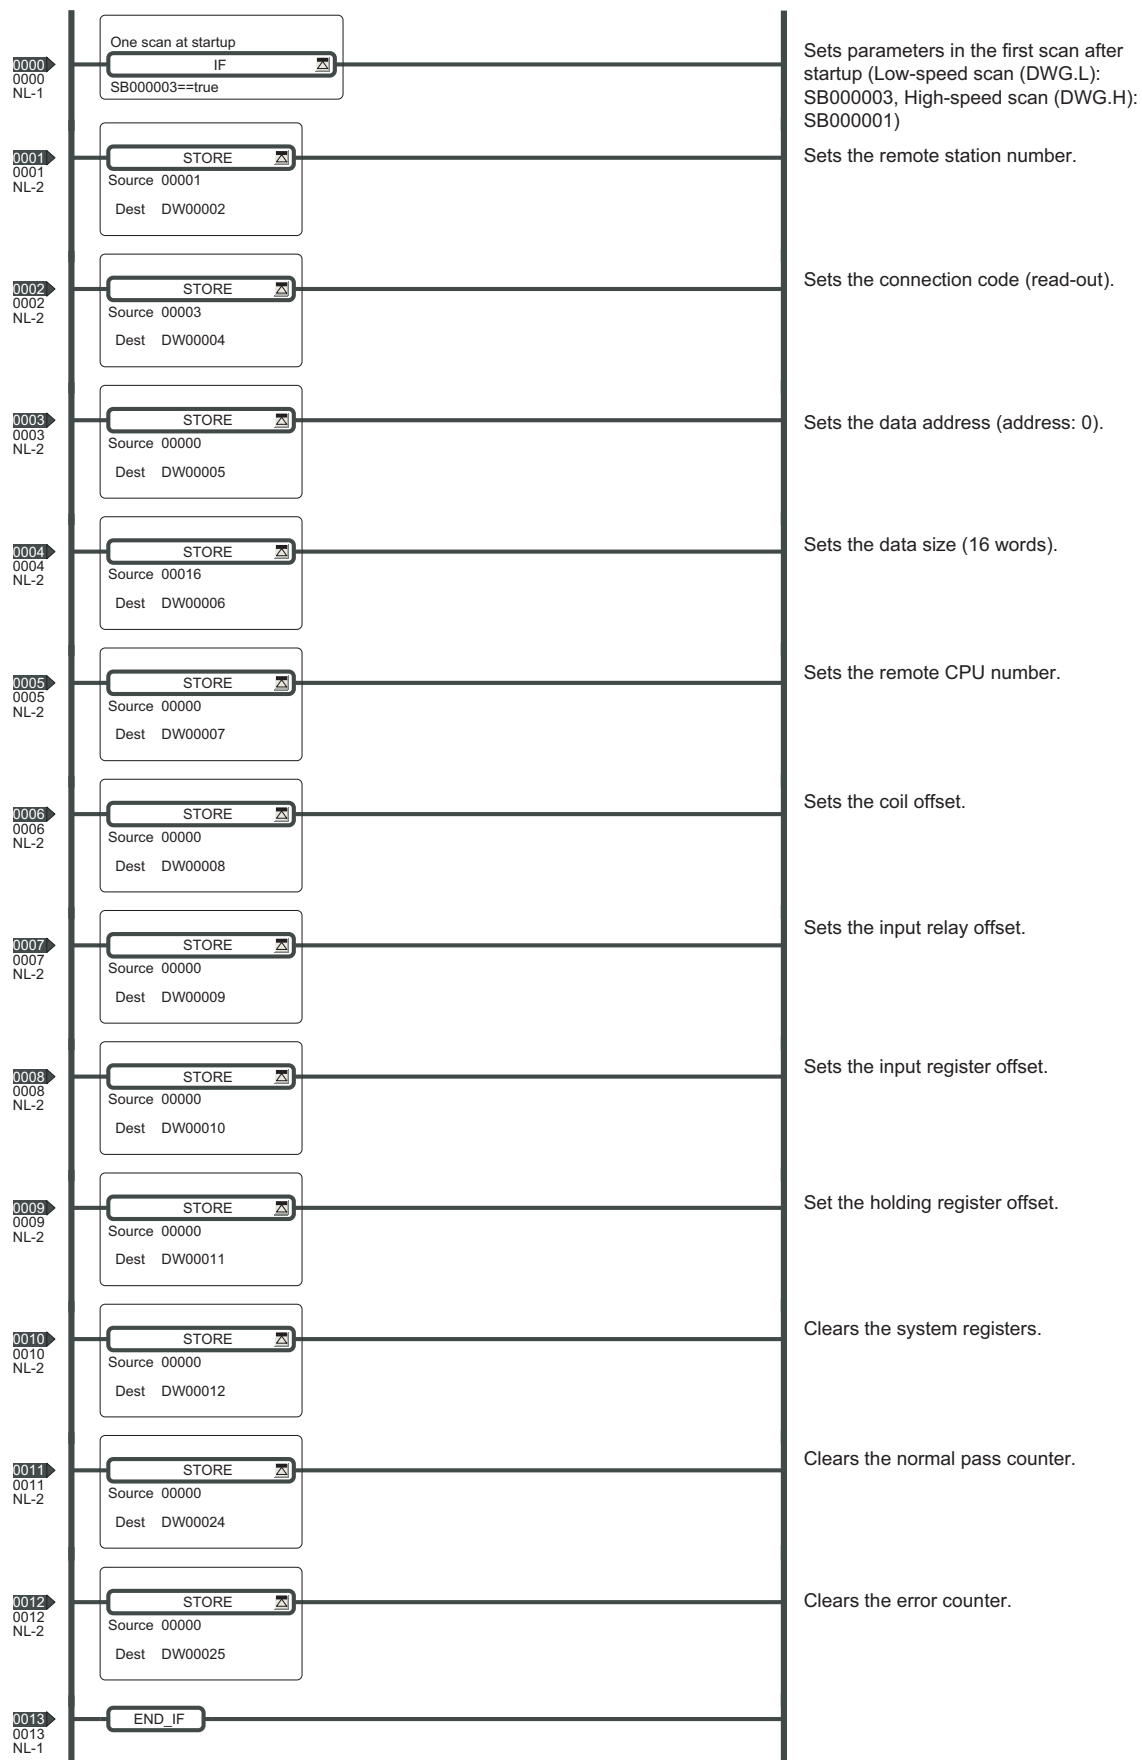 One scan at startup
0000
0000
NL-1
IF
SB000003==true
Sets parameters in the first scan after
startup (Low-speed scan (DWG.L):
SB000003, High-speed scan (DWG.H):
SB000001)
0001
0001
NL-2
STORE
Source 00001
Dest DW00002
Sets the remote station number.
0002
0002
NL-2
STORE
Source 00003
Dest DW00004
Sets the connection code (read-out).
0003
0003
NL-2
STORE
Source 00000
Dest DW00005
Sets the data address (address: 0).
0004
0004
NL-2
STORE
Source 00016
Dest DW00006
Sets the data size (16 words).
0005
0005
NL-2
STORE
Source 00000
Dest DW00007
Sets the remote CPU number.
0006
0006
NL-2
STORE
Source 00000
Dest DW00008
Sets the coil offset.
0007
0007
NL-2
STORE
Source 00000
Dest DW00009
Sets the input relay offset.
0008
0008
NL-2
STORE
Source 00000
Dest DW00010
Sets the input register offset.
0009
0009
NL-2
STORE
Source 00000
Dest DW00011
Set the holding register offset.
0010
0010
NL-2
STORE
Source 00000
Dest DW00012
Clears the system registers.
0011
0011
NL-2
STORE
Source 00000
Dest DW00024
Clears the normal pass counter.
0012
0012
NL-2
STORE
Source 00000
Dest DW00025
Clears the error counter.
0013
0013
NL-1
END_IF